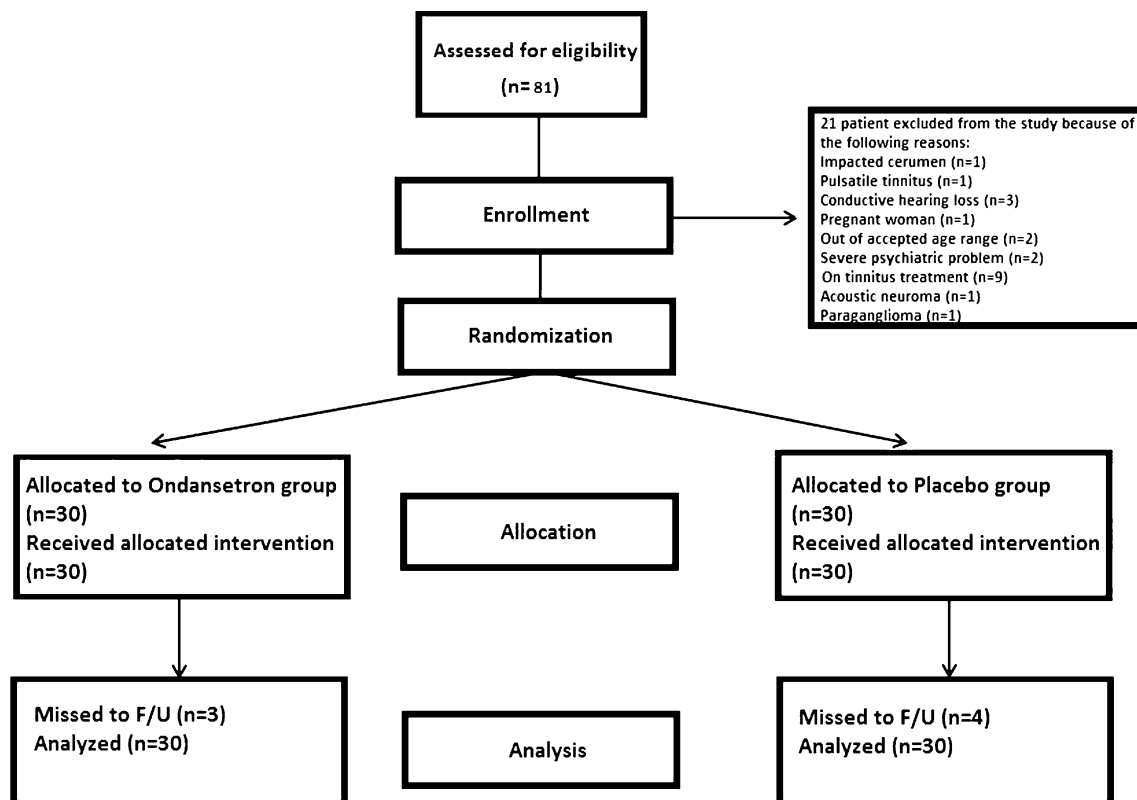 Assessed for eligibility
(n= 81)
21 patient excluded from the study because of
the following reasons:
Impacted cerumen (n=1)
Pulsatile tinnitus (n=1)
Conductive hearing loss (n=3)
Pregnant woman (n=1)
Out of accepted age range (n=2)
Severe psychiatric problem (n=2)
On tinnitus treatment (n=9)
Acoustic neuroma (n=1)
Paraganglioma (n=1)
Enrollment
Randomization
Allocated to Ondansetron group
(n=30)
Received allocated intervention
(n=30)
Allocation
Allocated to Placebo group
(n=30)
Received allocated intervention
(n=30)
Missed to F/U (n=3)
Analyzed (n=30)
Analysis
Missed to F/U (n=4)
Analyzed (n=30)